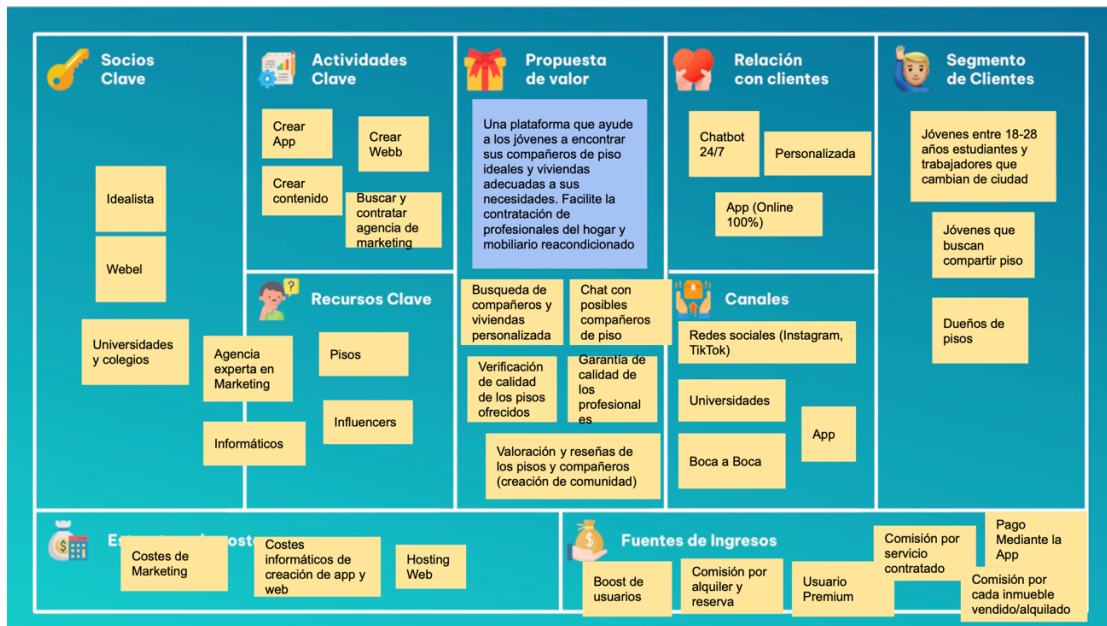 Socios
Clave
Idealista
Webel
Universidades
y colegios
Actividades
Clave
Crear
App
Crear
Webb
Crear
contenido
Buscar y
contratar
agencia de
marketing
Recursos Clave
Agencia
experta en
Marketing
Pisos
Informáticos
Influencers
Propuesta
de valor
Una plataforma que ayude
a los jóvenes a encontrar
sus compañeros de piso
ideales y viviendas
adecuadas a sus
necesidades. Facilite la
contratación de
profesionales del hogar y
mobiliario reacondicionado
Busqueda de
compañeros y
viviendas
personalizada
Chat con
posibles
compañeros
de piso
Verificación
de calidad
de los pisos
ofrecidos
Garantía de
calidad de
los
profesional
es
Valoración y reseñas de
los pisos y compañeros
(creación de comunidad)
Relación
con clientes
Chatbot
24/7
Personalizada
App (Online
100%)
Canales
Redes sociales (Instagram,
TikTok)
Universidades
App
Boca a Boca
Segmento
de Clientes
Jóvenes entre 18-28
años estudiantes y
trabajadores que
cambian de ciudad
Jóvenes que
buscan
compartir piso
Dueños de
pisos
Costes de
Marketing
Costes
informáticos de
creación de app y
web
Hosting
Web
Fuentes de Ingresos
Boost de
usuarios
Comisión por
alquiler y
reserva
Usuario
Premium
Comisión por
servicio
contratado
Pago
Mediante la
App
Comisión por
cada inmueble
vendido/alquilado